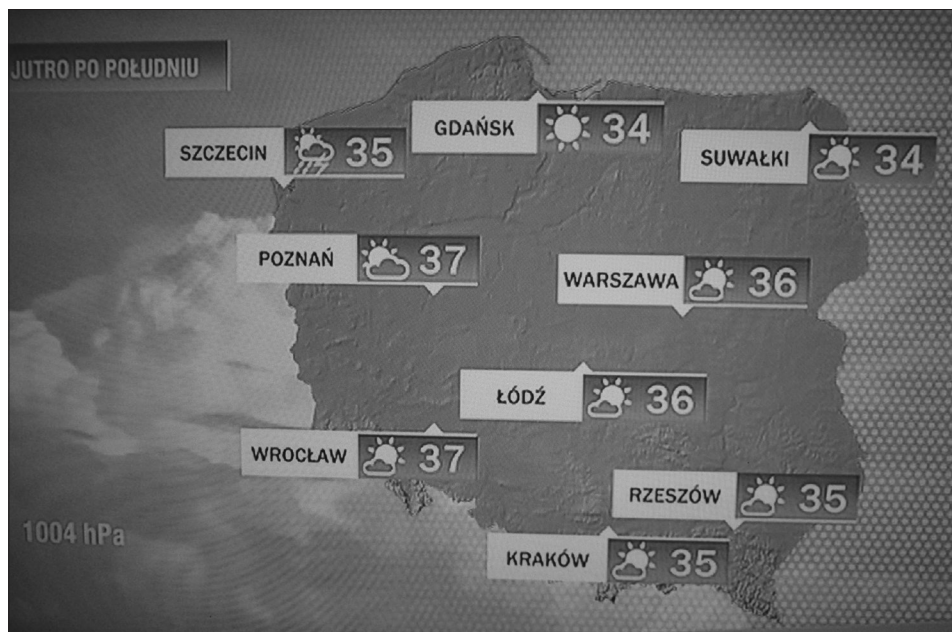 JUTRO PO POŁUDNIU
GDAŃSK 34
SZCZECIN 35
SUWAŁKI 34
POZNAŃ 37
WARSZAWA 36
ŁÓDŹ 36
WROCŁAW 37
RZESZÓW 35
1004 hPa
KRAKÓW 35